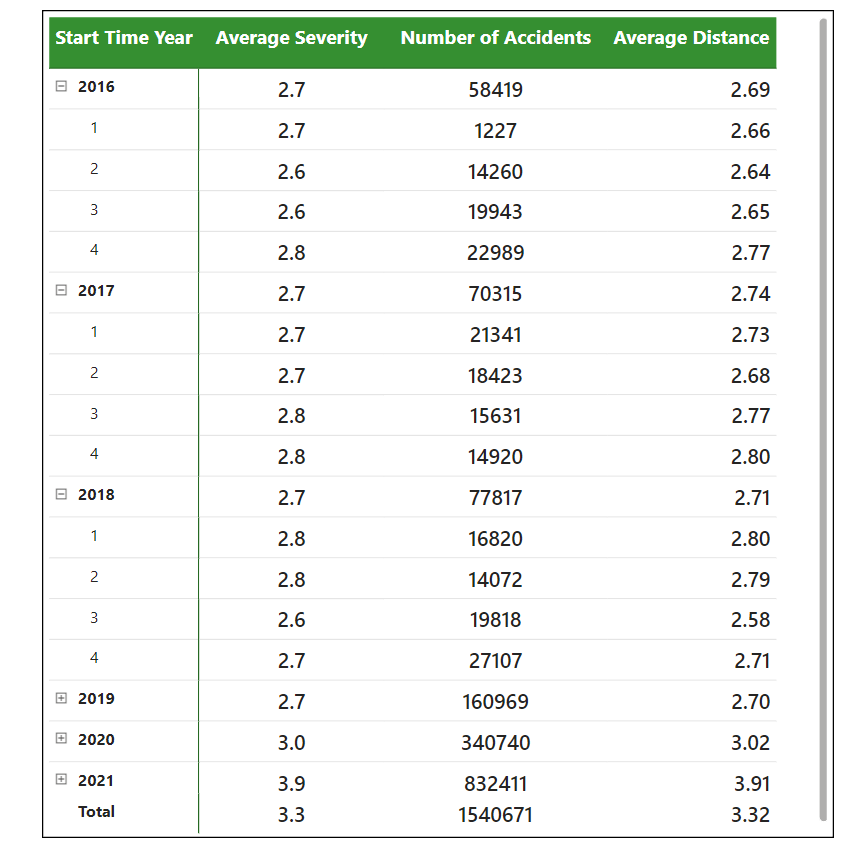 Start Time Year Average Severity Number of Accidents Average Distance
2016 2.7 58419 2.69
1 2.7 1227 2.66
2 2.6 14260 2.64
3 2.6 19943 2.65
4 2.8 22989 2.77
2017 2.7 70315 2.74
1 2.7 21341 2.73
2 2.7 18423 2.68
3 2.8 15631 2.77
4 2.8 14920 2.80
2018 2.7 77817 2.71
1 2.8 16820 2.80
2 2.8 14072 2.79
3 2.6 19818 2.58
4 2.7 27107 2.71
2019 2.7 160969 2.70
2020 3.0 340740 3.02
2021 3.9 832411 3.91
Total 3.3 1540671 3.32